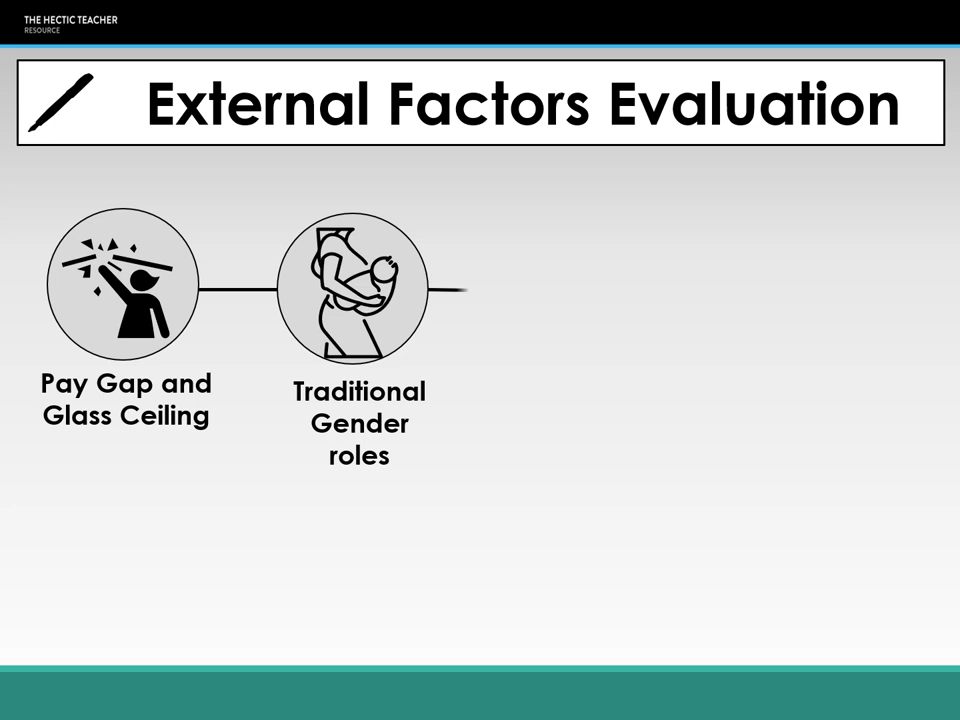 THE HECTIC TEACHER
RESOURCE
External Factors Evaluation
Pay Gap and
Glass Ceiling
Traditional
Gender
roles